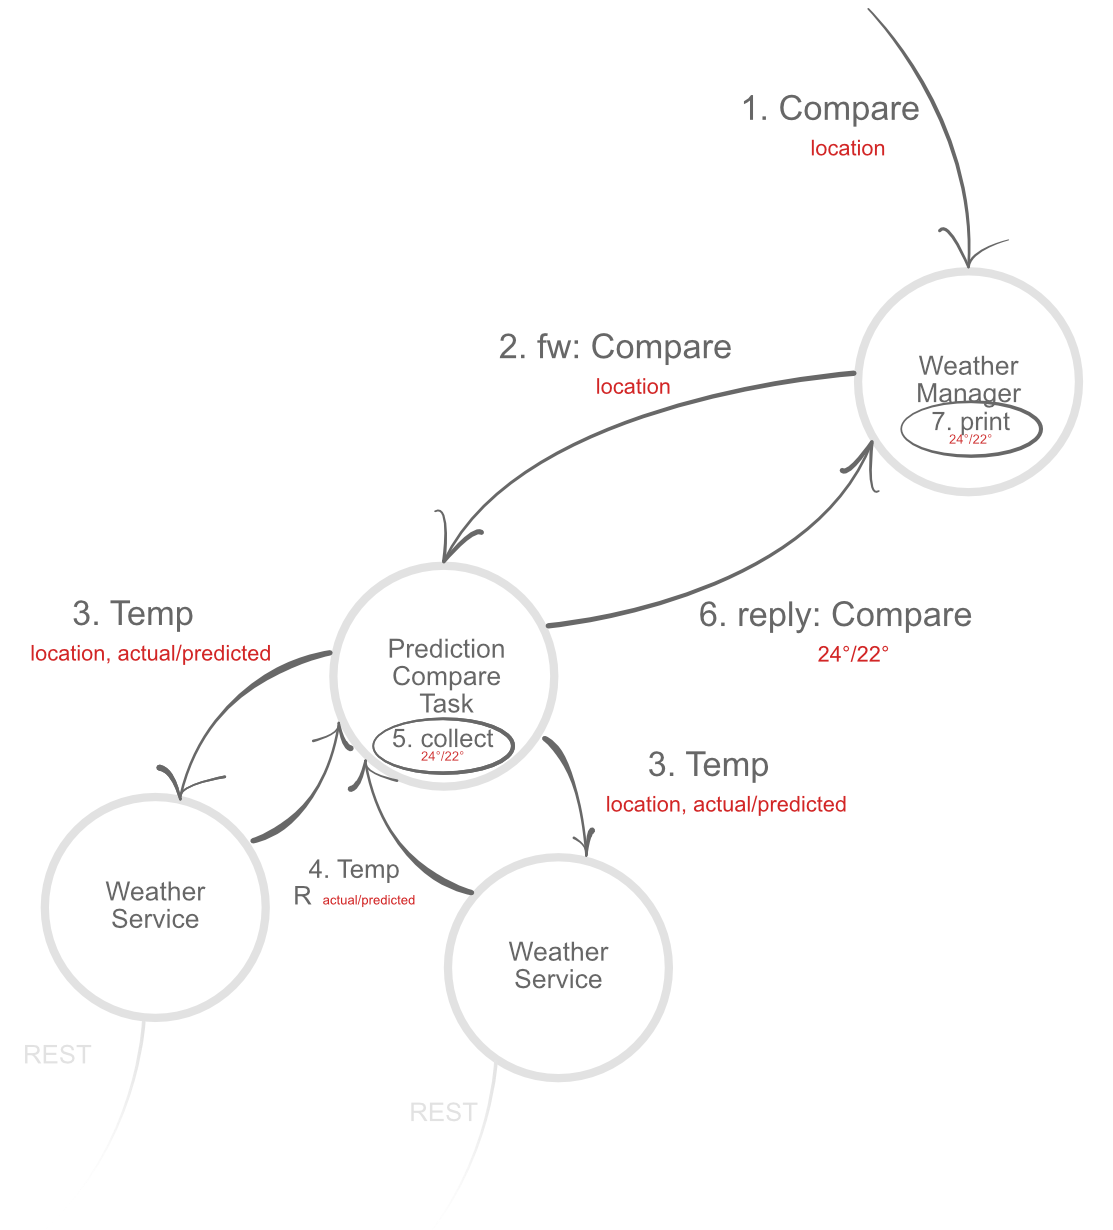 1. Compare
location
2. fw: Compare
location
Weather
Manager
7. print
24°/22°
3. Temp
location, actual/predicted
6. reply: Compare
24°/22°
Prediction
Compare
Task
5. collect
24°/22°
3. Temp
location, actual/predicted
4. Temp
R actual/predicted
Weather
Service
Weather
Service
REST
REST